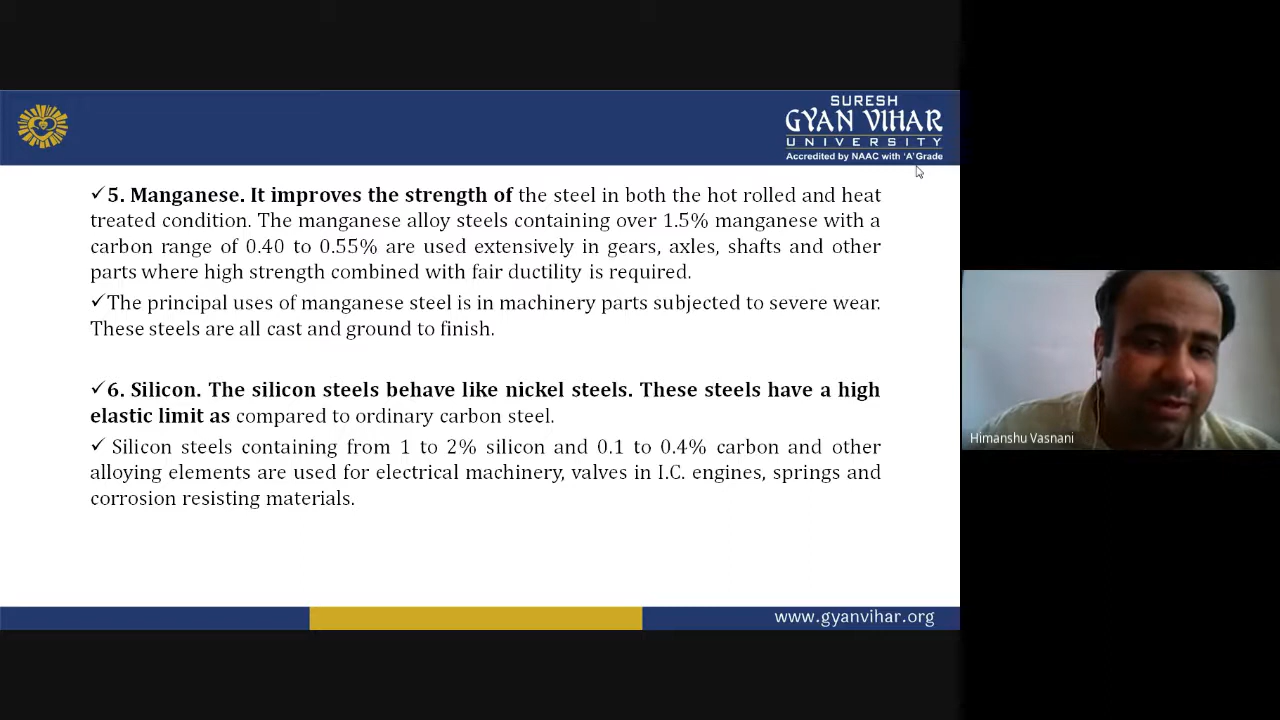 SURESH
GYAN VIHAR
UNIVERSITY
Accredited by NAAC with 'A' Grade
✓5. Manganese. It improves the strength of the steel in both the hot rolled and heat
treated condition. The manganese alloy steels containing over 1.5% manganese with a
carbon range of 0.40 to 0.55% are used extensively in gears, axles, shafts and other
parts where high strength combined with fair ductility is required.
✓The principal uses of manganese steel is in machinery parts subjected to severe wear.
These steels are all cast and ground to finish.
✓6. Silicon. The silicon steels behave like nickel steels. These steels have a high
elastic limit as compared to ordinary carbon steel.
✓ Silicon steels containing from 1 to 2% silicon and 0.1 to 0.4% carbon and other
alloying elements are used for electrical machinery, valves in I.C. engines, springs and
corrosion resisting materials.
www.gyanvihar.org
Himanshu Vasnani